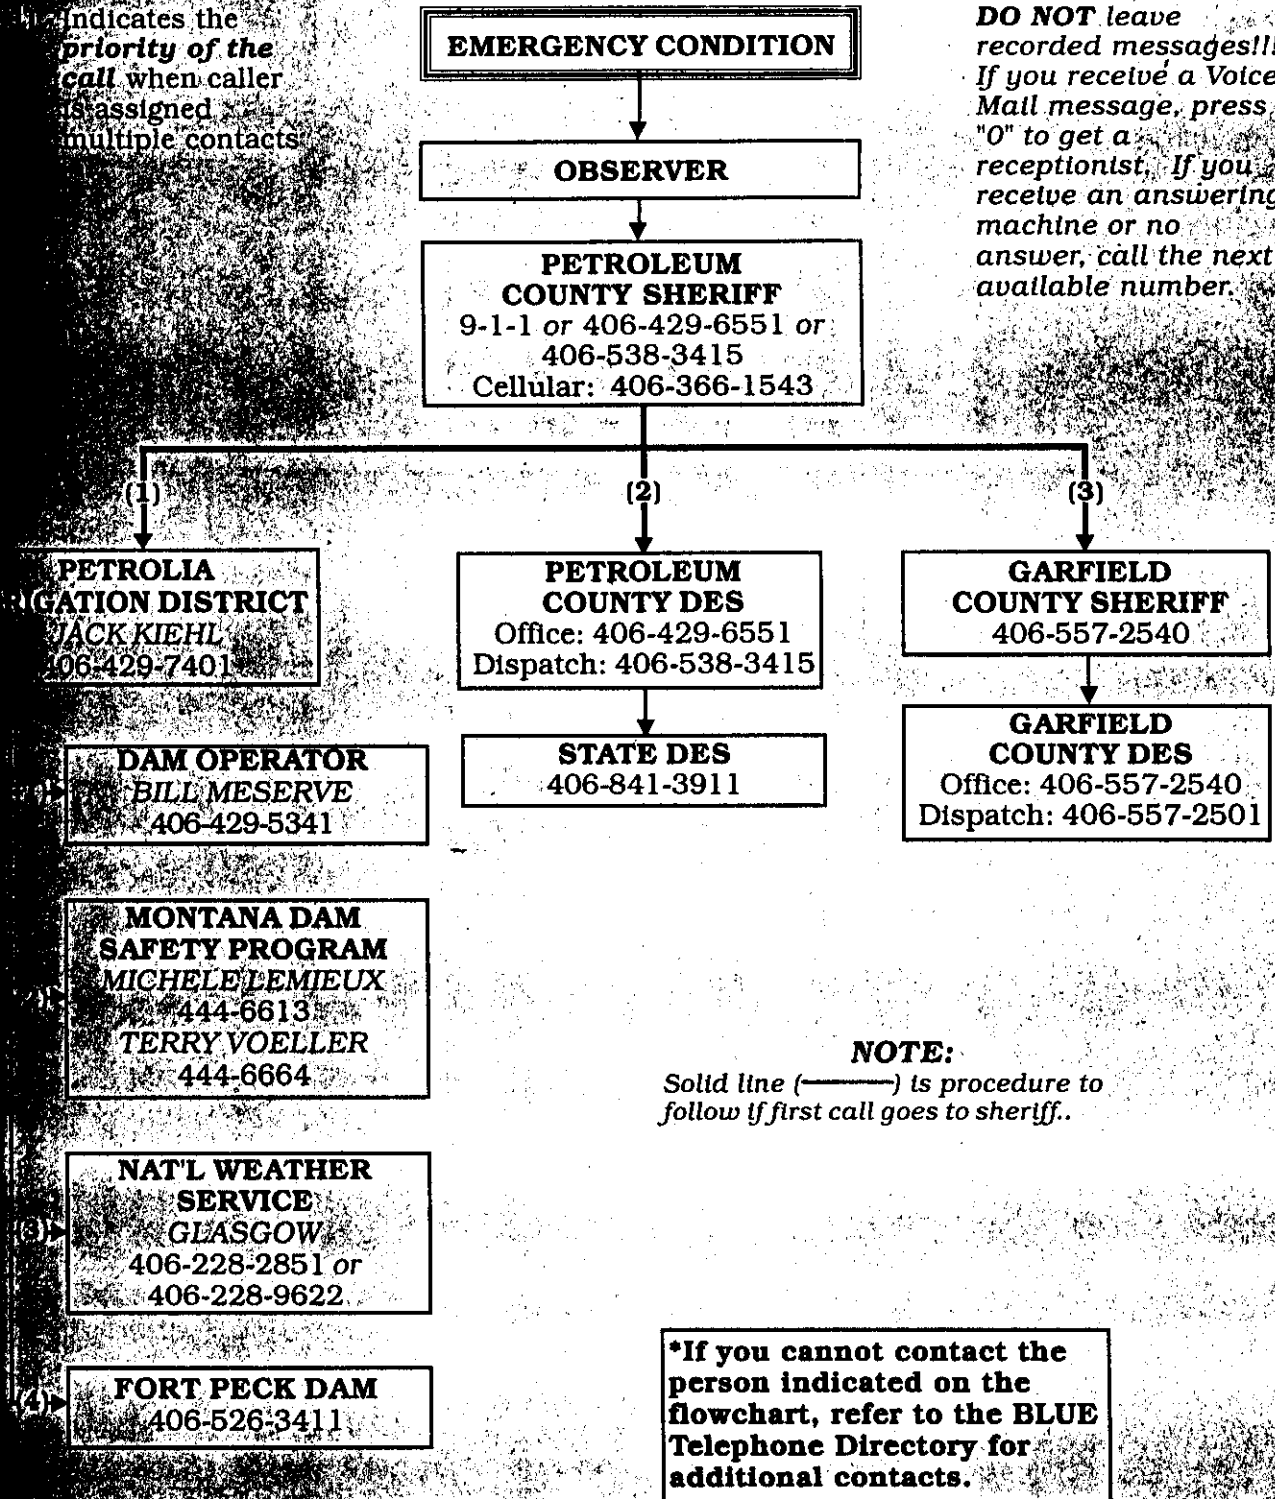 Indicates the
priority of the
call when caller
is assigned
multiple contacts
EMERGENCY CONDITION
DO NOT leave
recorded messages!!!
If you receive a Voice
Mail message, press
"0" to get a
receptionist, If you
receive an answering
machine or no
answer, call the next
available number.
OBSERVER
PETROLEUM
COUNTY SHERIFF
9-1-1 or 406-429-6551 or
406-538-3415
Cellular: 406-366-1543
(1)
(2)
(3)
PETROLIA
RIGATION DISTRICT
JACK KIEHL
406-429-7401
PETROLEUM
COUNTY DES
Office: 406-429-6551
Dispatch: 406-538-3415
GARFIELD
COUNTY SHERIFF
406-557-2540
STATE DES
406-841-3911
GARFIELD
COUNTY DES
Office: 406-557-2540
Dispatch: 406-557-2501
DAM OPERATOR
BILL MESERVE
406-429-5341
MONTANA DAM
SAFETY PROGRAM
MICHELE LEMIEUX
444-6613
TERRY VOELLER
444-6664
NOTE:
Solid line (———) is procedure to
follow if first call goes to sheriff..
(3)
NAT'L WEATHER
SERVICE
GLASGOW
406-228-2851 or
406-228-9622
(4)
FORT PECK DAM
406-526-3411
*If you cannot contact the
person indicated on the
flowchart, refer to the BLUE
Telephone Directory for
additional contacts.